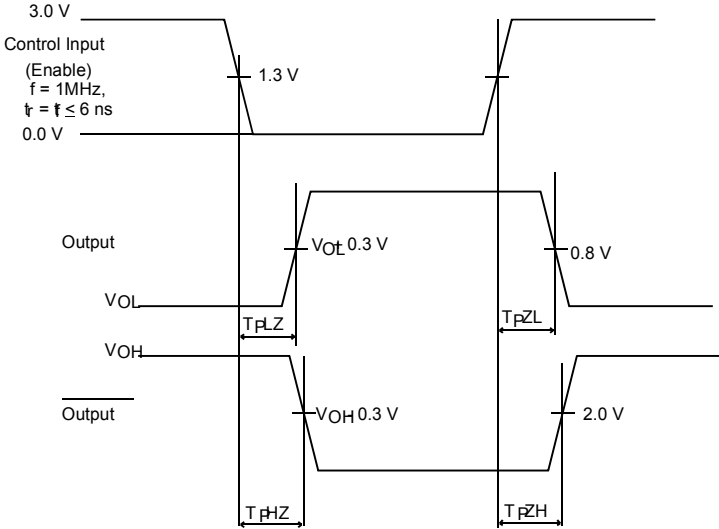 3.0 V
Control Input
(Enable)
f = 1MHz,
tr = tf ≤ 6 ns
0.0 V
1.3 V
Output
VOL + 0.3 V
0.8 V
VOL
TPLZ
TPZL
VOH
Output
VOH - 0.3 V
2.0 V
TPHZ
TPZH